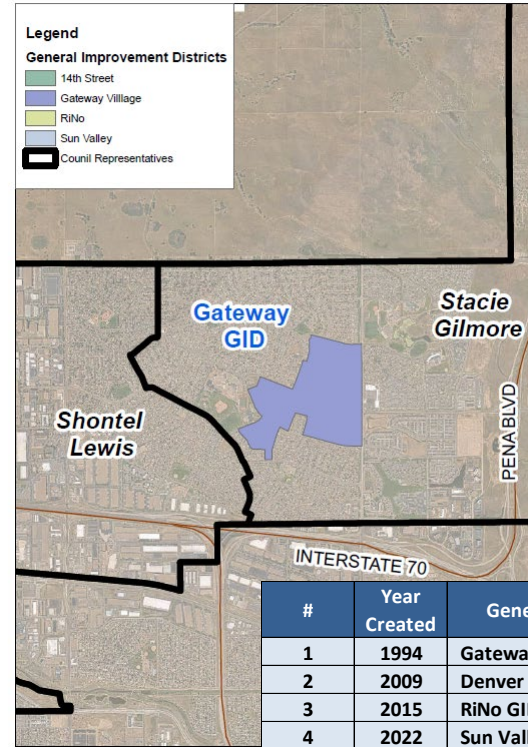 Legend
General Improvement Districts
14th Street
Gateway Villlage
RiNo
Sun Valley
Counil Representatives
Gateway
GID
Stacie
Gilmore
Shontel
Lewis
PENA BLVD
INTERSTATE 70
# Year Created Gene
1 1994 Gatewa
2 2009 Denver
3 2015 RiNo GI
4 2022 Sun Val